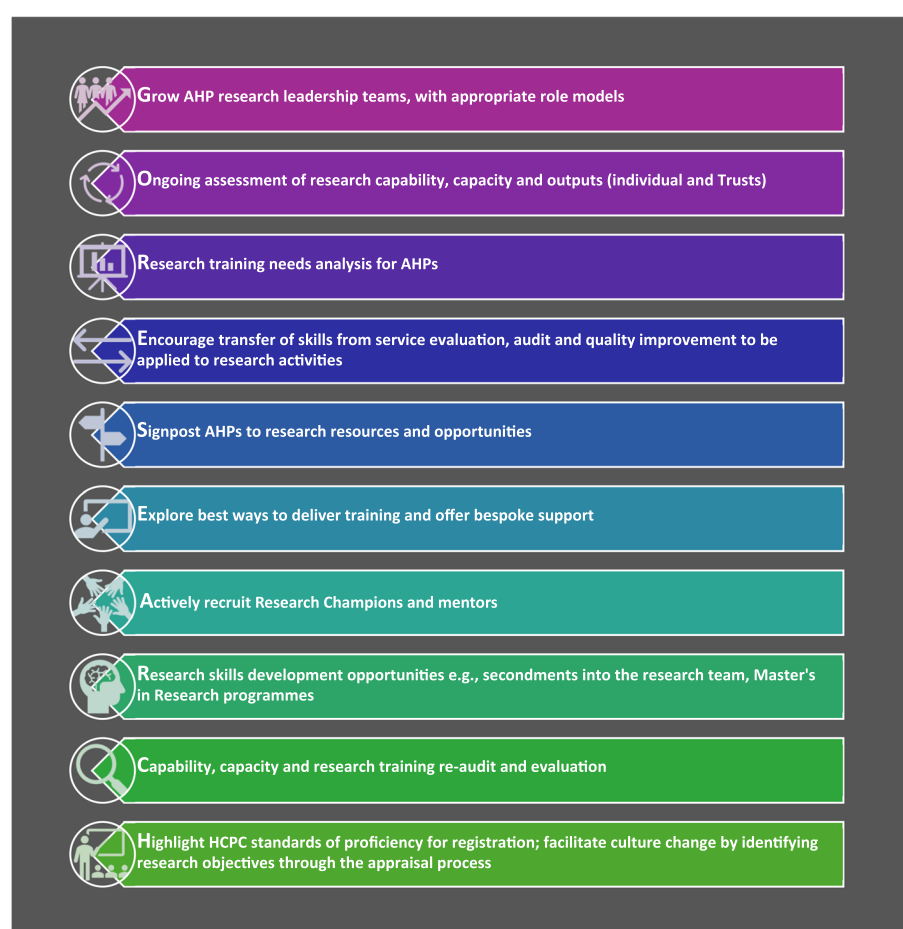 Grow AHP research leadership teams, with appropriate role models
Ongoing assessment of research capability, capacity and outputs (individual and Trusts)
Research training needs analysis for AHPs
Encourage transfer of skills from service evaluation, audit and quality improvement to be
applied to research activities
Signpost AHPs to research resources and opportunities
Explore best ways to deliver training and offer bespoke support
Actively recruit Research Champions and mentors
Research skills development opportunities e.g., secondments into the research team, Master's
in Research programmes
Capability, capacity and research training re-audit and evaluation
Highlight HCPC standards of proficiency for registration; facilitate culture change by identifying
research objectives through the appraisal process